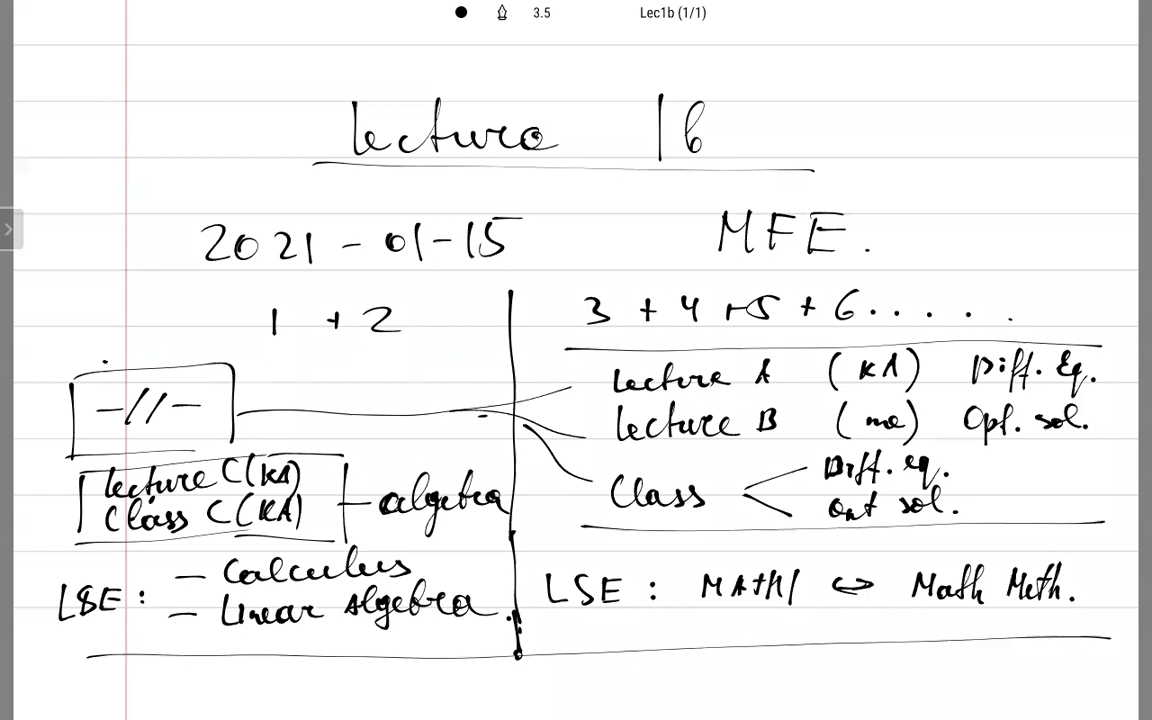 3.5 Lec1b (1/1)
Lecture 1b
2021-01-15 MFE.
1 + 2
3 + 4 + 5 + 6 . . . . . .
-//-
Lecture A (KA) Diff. Eq.
Lecture B (me) Opt. sol.
Class Diff. eq.
Opt sol.
Lecture C (KA)
Class C (KA)
algebra
LSE: - Calculus
- Linear Algebra.
LSE: MATH1 ⇔ Math Meth.